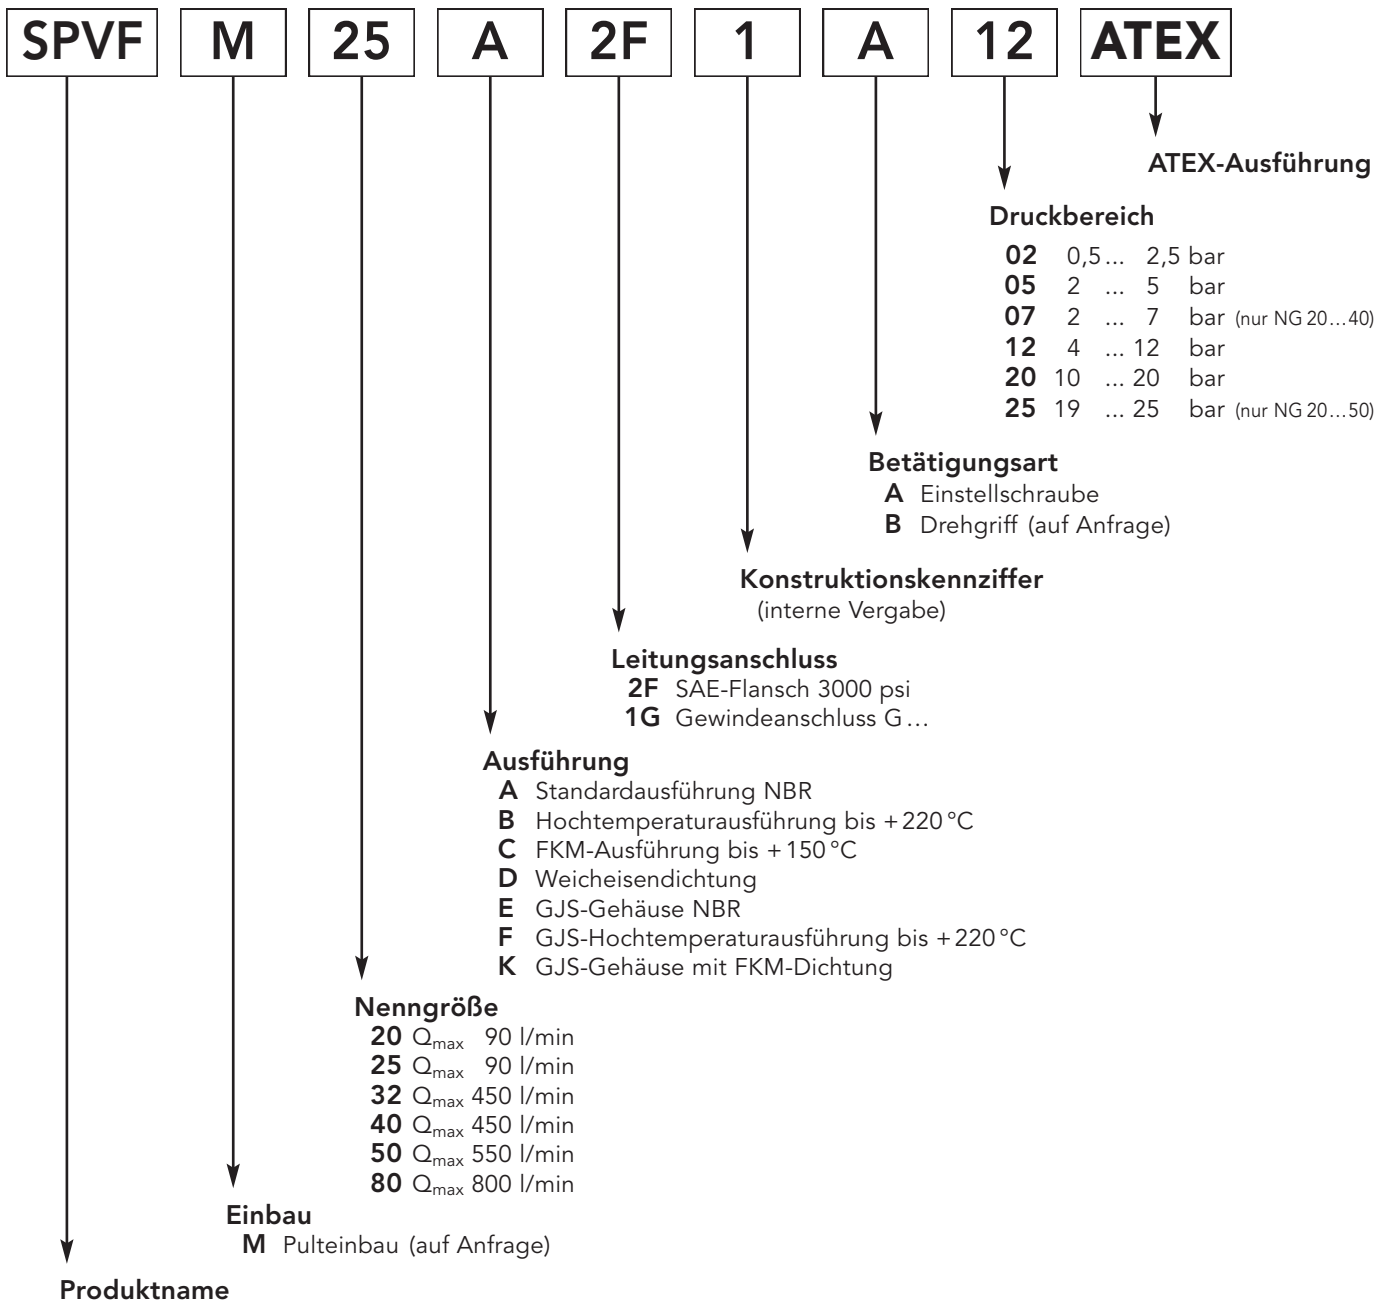 SPVF M 25 A 2F 1 A 12 ATEX
ATEX-Ausführung
Druckbereich
02 0,5... 2,5 bar
05 2 ... 5 bar
07 2 ... 7 bar (nur NG 20...40)
12 4 ... 12 bar
20 10 ... 20 bar
25 19 ... 25 bar (nur NG 20...50)
Betätigungsart
A Einstellschraube
B Drehgriff (auf Anfrage)
Konstruktionskennziffer
(interne Vergabe)
Leitungsanschluss
2F SAE-Flansch 3000 psi
1G Gewindeanschluss G...
Ausführung
A Standardausführung NBR
B Hochtemperaturausführung bis +220 °C
C FKM-Ausführung bis +150 °C
D Weicheisendichtung
E GJS-Gehäuse NBR
F GJS-Hochtemperaturausführung bis +220 °C
K GJS-Gehäuse mit FKM-Dichtung
Nenngröße
20 Qmax 90 l/min
25 Qmax 90 l/min
32 Qmax 450 l/min
40 Qmax 450 l/min
50 Qmax 550 l/min
80 Qmax 800 l/min
Einbau
M Pulteinbau (auf Anfrage)
Produktname